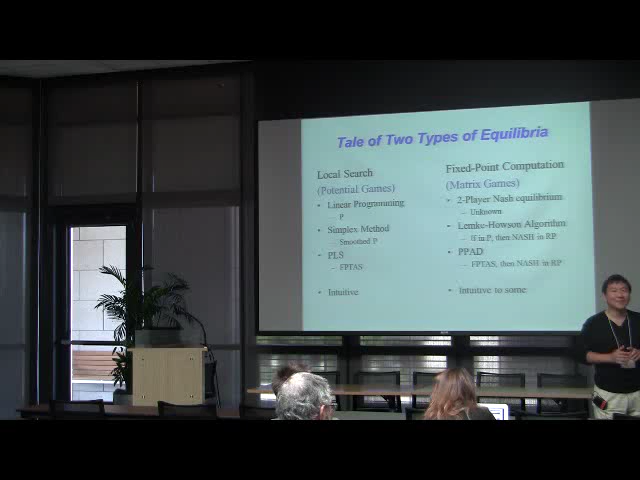 Tale of Two Types of Equilibria
Local Search
(Potential Games)
• Linear Programming
– P
• Simplex Method
– Smoothed P
• PLS
– FPTAS
• Intuitive
Fixed-Point Computation
(Matrix Games)
• 2-Player Nash equilibrium
– Unknown
• Lemke-Howson Algorithm
– If in P, then NASH in RP
• PPAD
– FPTAS, then NASH in RP
• Intuitive to some